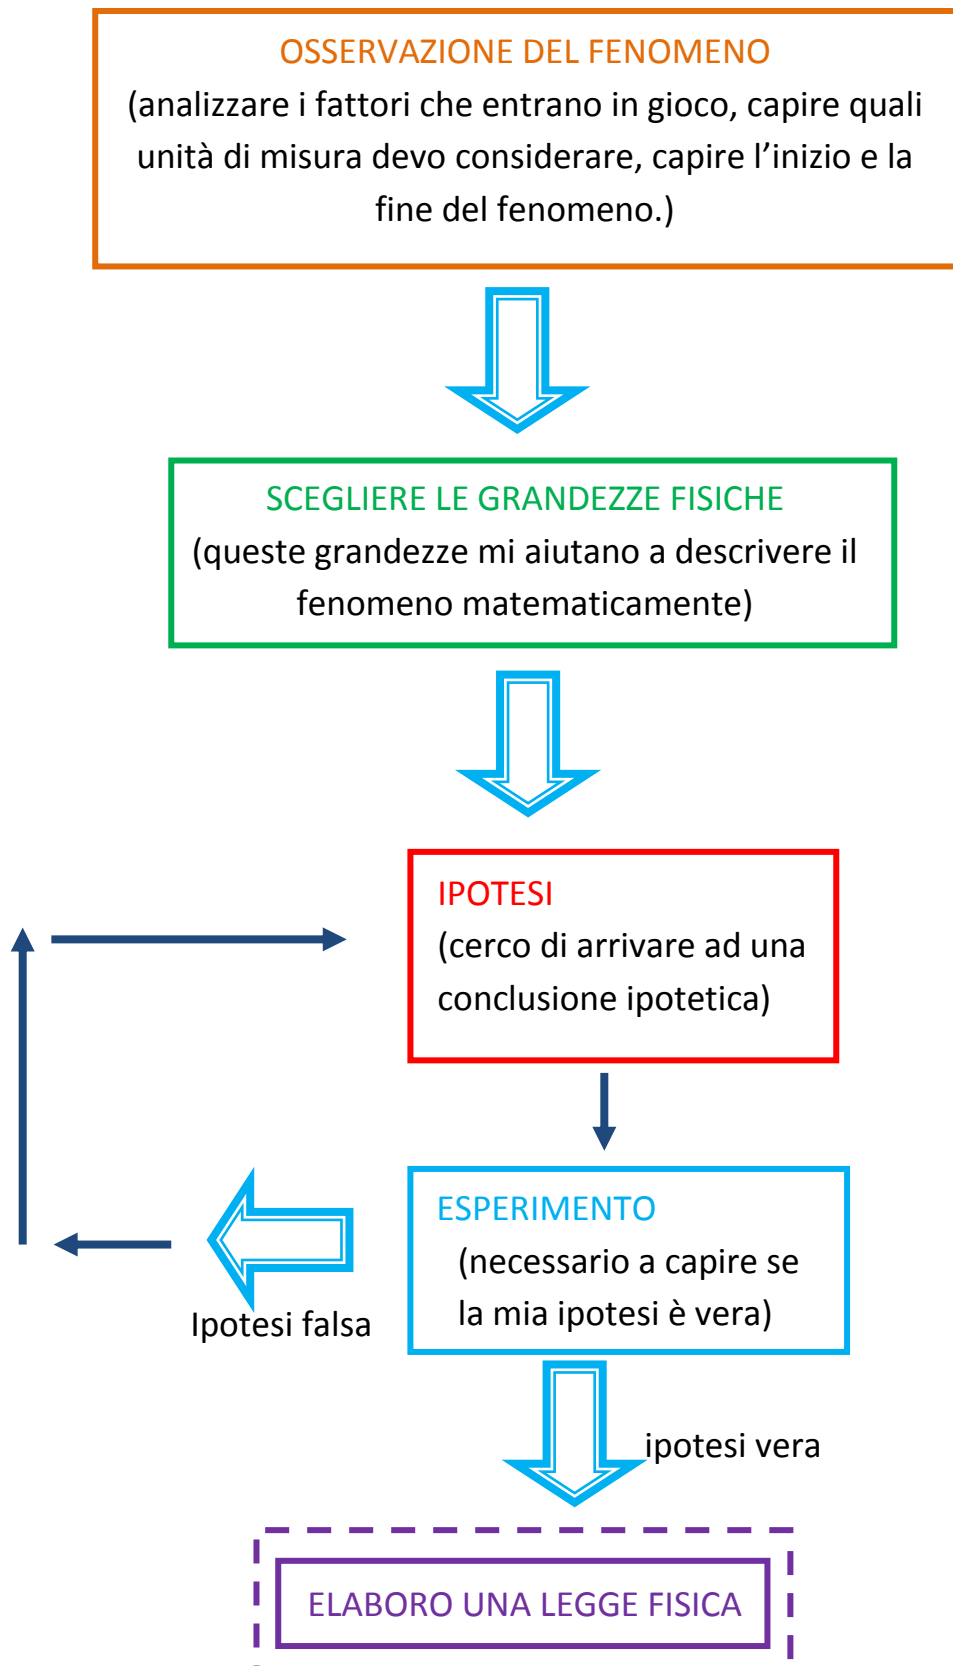 OSSERVAZIONE DEL FENOMENO
(analizzare i fattori che entrano in gioco, capire quali
unità di misura devo considerare, capire l’inizio e la
fine del fenomeno.)
SCEGLIERE LE GRANDEZZE FISICHE
(queste grandezze mi aiutano a descrivere il
fenomeno matematicamente)
IPOTESI
(cerco di arrivare ad una
conclusione ipotetica)
ESPERIMENTO
(necessario a capire se
la mia ipotesi è vera)
Ipotesi falsa
ipotesi vera
ELABORO UNA LEGGE FISICA